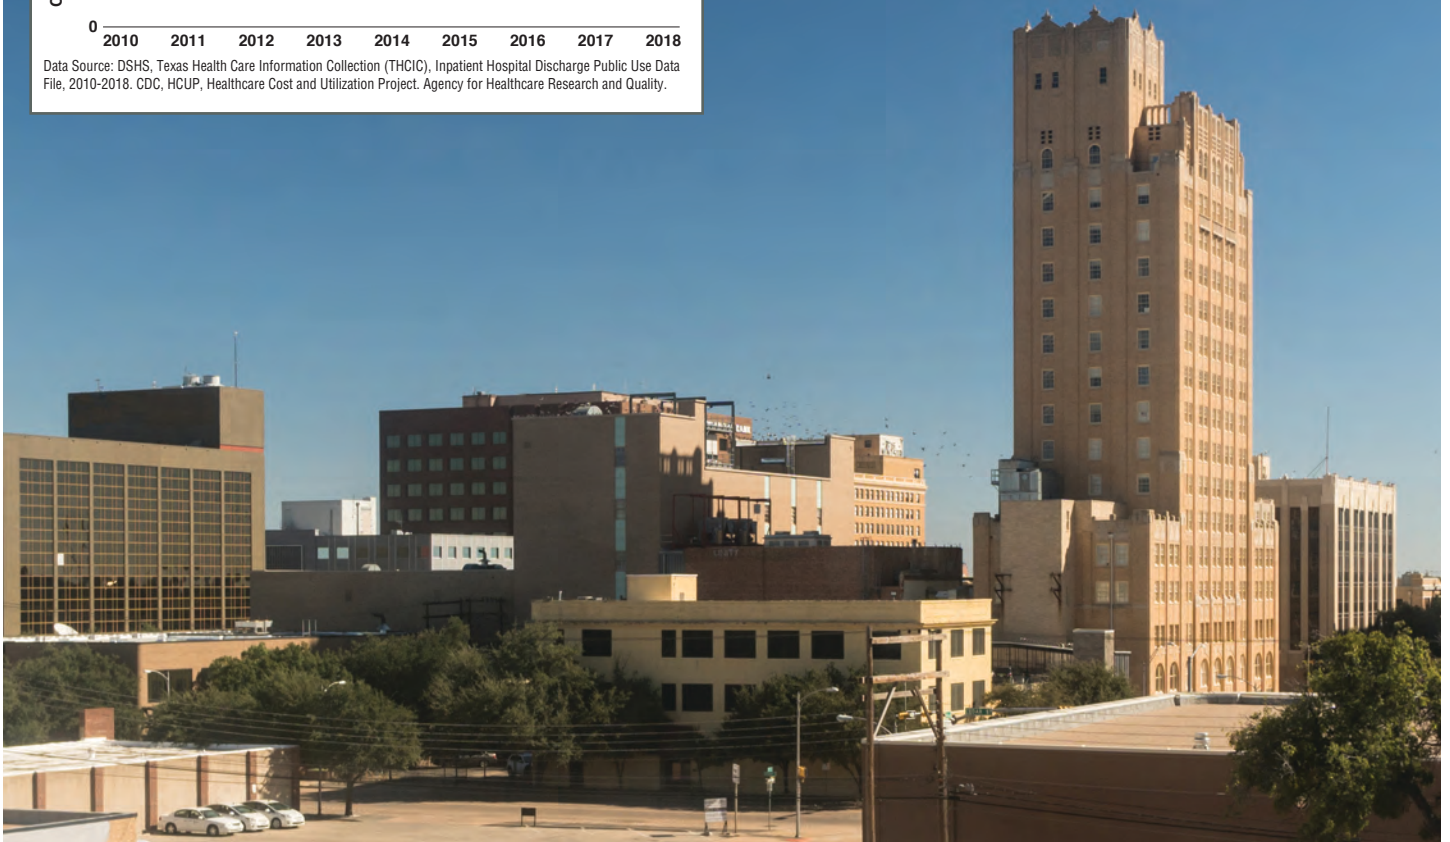 0
2010 2011 2012 2013 2014 2015 2016 2017 2018
Data Source: DSHS, Texas Health Care Information Collection (THCIC), Inpatient Hospital Discharge Public Use Data
File, 2010-2018. CDC, HCUP, Healthcare Cost and Utilization Project. Agency for Healthcare Research and Quality.